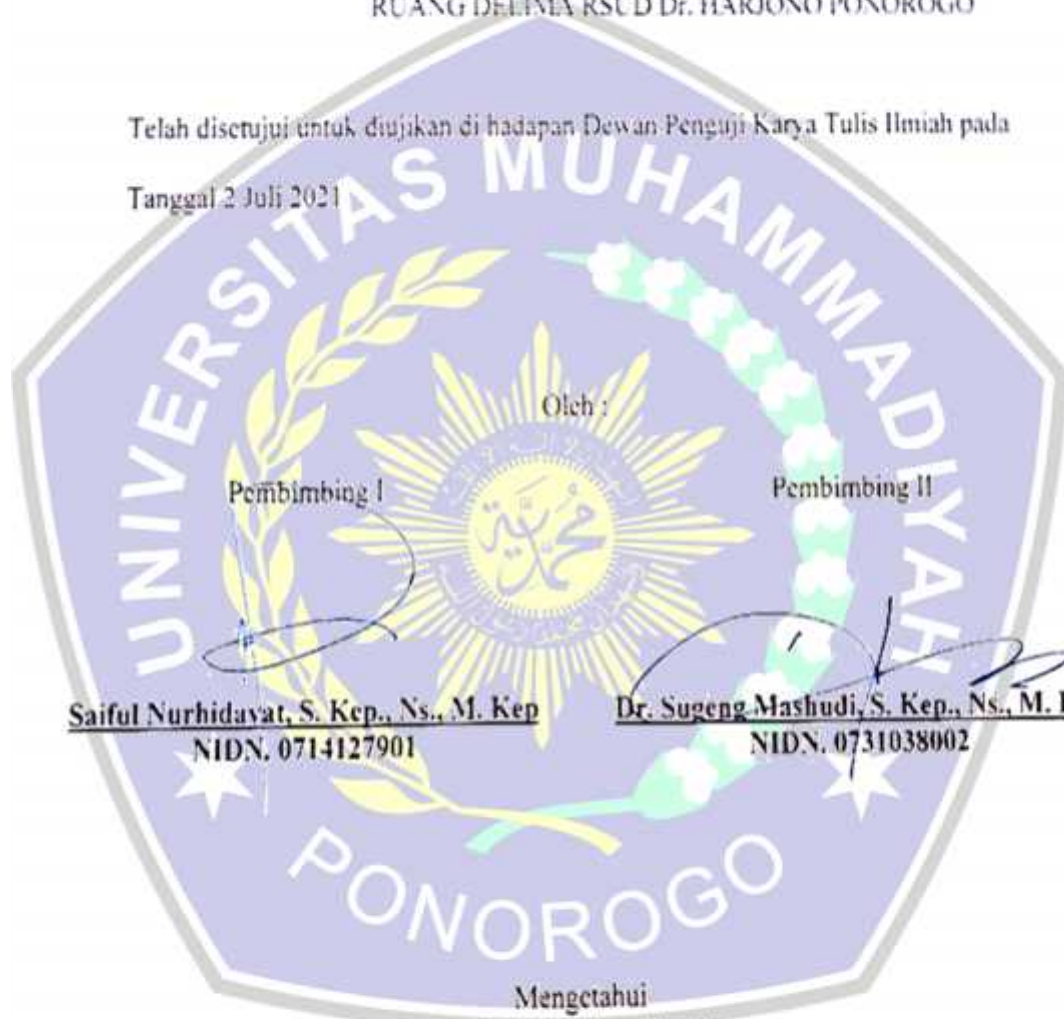 RUANG DELIMA RSUD Dr. HARJONO PONOROGO
Telah disetujui untuk diujikan di hadapan Dewan Penguji Karya Tulis Ilmiah pada
Tanggal 2 Juli 2021
UNIVERSITAS MUHAMMADIYAH
Oleh :
Pembimbing I
Pembimbing II
محمدية
Saiful Nurhidayat, S. Kep., Ns., M. Kep
Dr. Sugeng Mashudi, S. Kep., Ns., M.
NIDN. 0714127901
NIDN. 0731038002
PONOROGO
Mengetahui